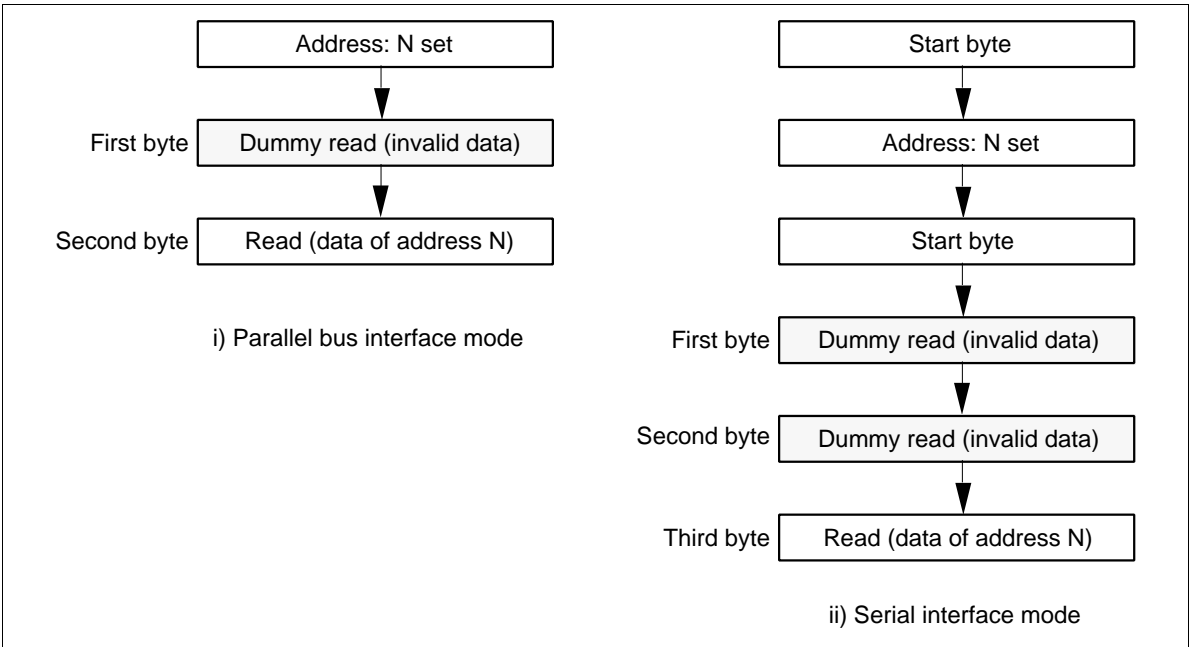 Address: N set
First byte
Dummy read (invalid data)
Second byte
Read (data of address N)
i) Parallel bus interface mode
Start byte
Address: N set
Start byte
First byte
Dummy read (invalid data)
Second byte
Dummy read (invalid data)
Third byte
Read (data of address N)
ii) Serial interface mode